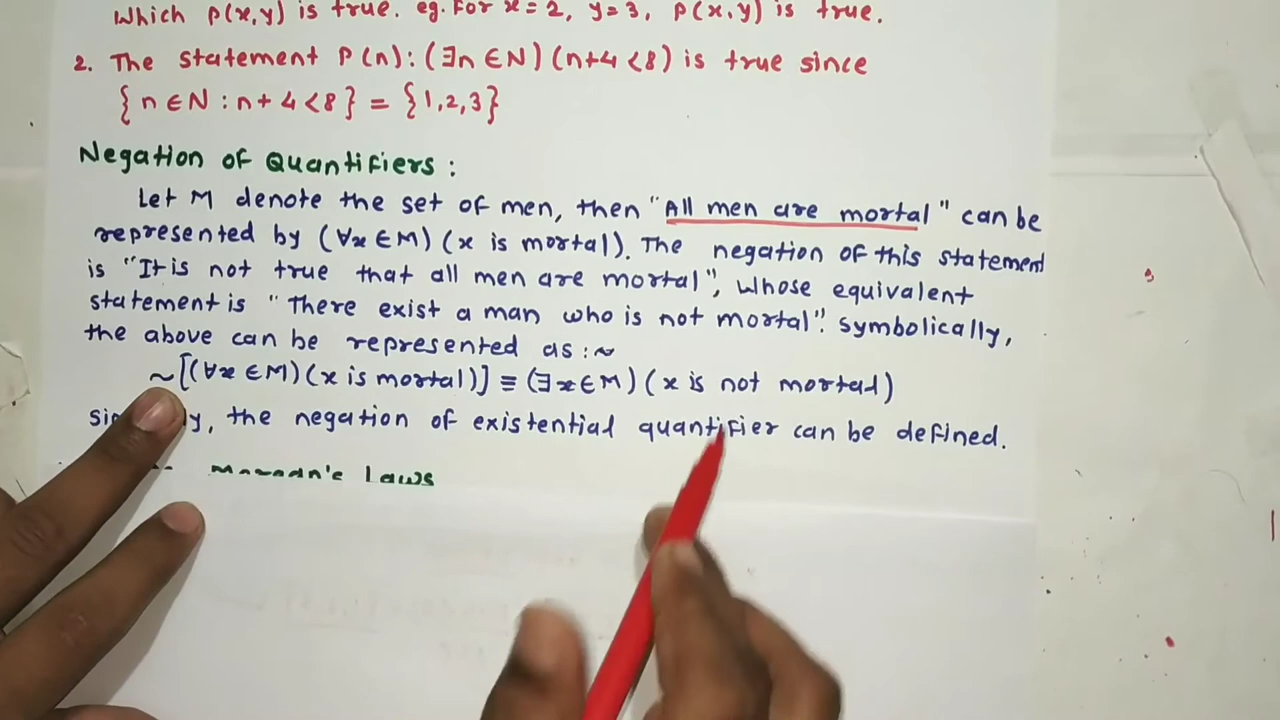 Which P(x,y) is true. eg. For x = 2, y = 3, P(x,y) is true.
2. The statement P(n): (∃n ∈ N) (n+4 < 8) is true since
{ n ∈ N : n + 4 < 8 } = {1,2,3}
Negation of Quantifiers :
Let M denote the set of men, then "All men are mortal" can be
represented by (∀x ∈ M) (x is mortal). The negation of this statement
is "It is not true that all men are mortal", whose equivalent
statement is "There exist a man who is not mortal". Symbolically,
the above can be represented as :~
~ [(∀x ∈ M) (x is mortal)] ≡ (∃x ∈ M) (x is not mortad)
the negation of existential quantifier can be defined.
Laws